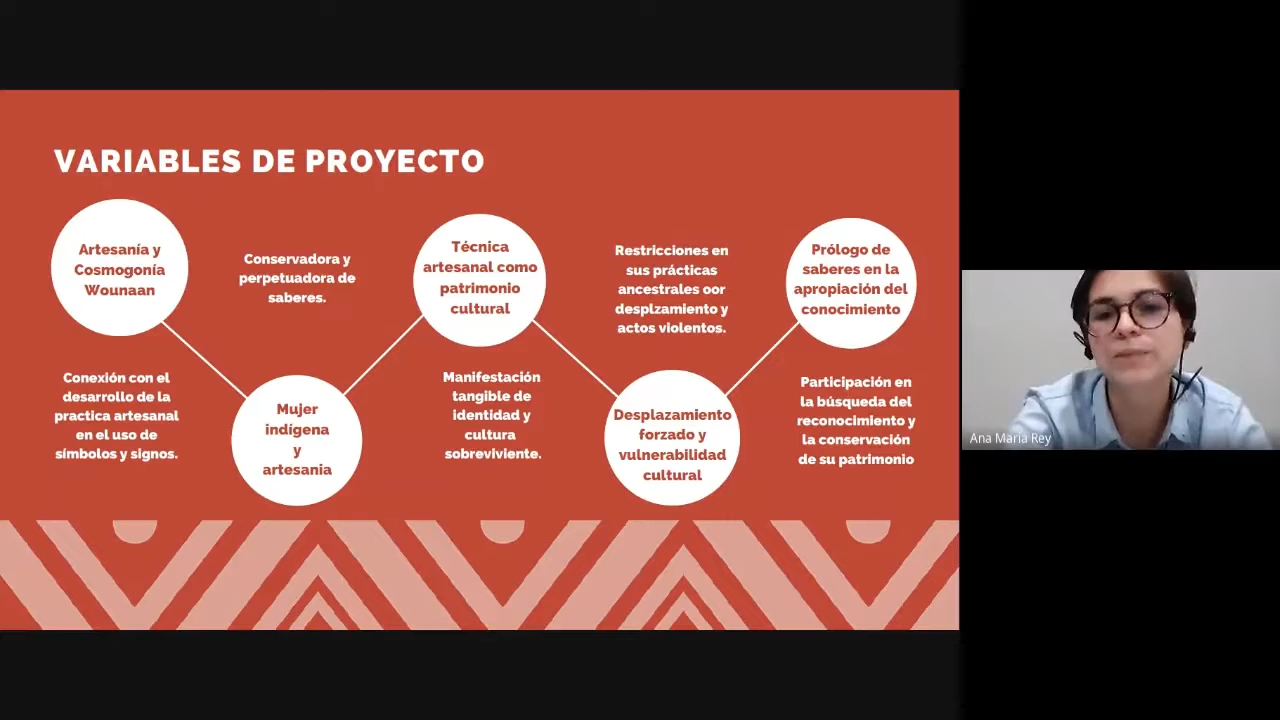 VARIABLES DE PROYECTO
Artesanía y
Cosmogonía
Wounaan
Conexión con el
desarrollo de la
practica artesanal
en el uso de
símbolos y signos.
Conservadora y
perpetuadora de
saberes.
Mujer
indígena
y
artesania
Técnica
artesanal como
patrimonio
cultural
Manifestación
tangible de
identidad y
cultura
sobreviviente.
Restricciones en
sus prácticas
ancestrales oor
desplzamiento y
actos violentos.
Desplazamiento
forzado y
vulnerabilidad
cultural
Prólogo de
saberes en la
apropiación del
conocimiento
Participación en
la búsqueda del
reconocimiento y
la conservación
de su patrimonio
Ana María Rey